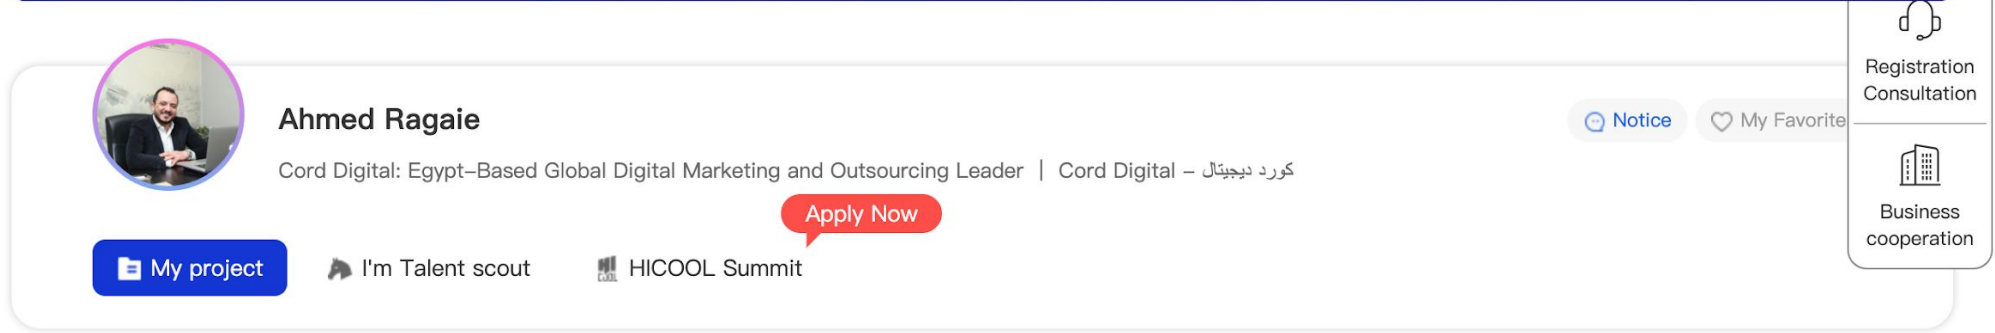 Ahmed Ragaie
Notice
My Favorite
Cord Digital: Egypt-Based Global Digital Marketing and Outsourcing Leader | Cord Digital - كورد ديجيتال
Apply Now
My project
I'm Talent scout
HICOOL Summit
Registration
Consultation
Business
cooperation